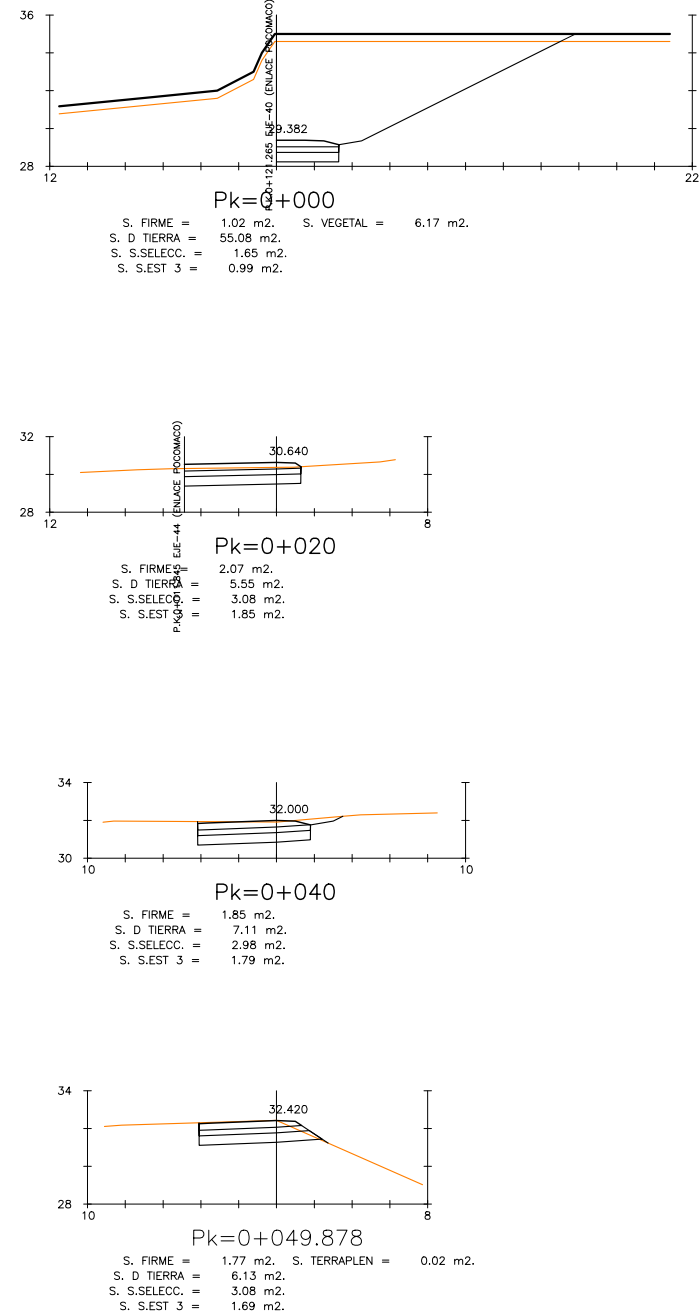 36
P.K.0+121.265 EJE-40 (ENLACE POCOMACO)
29.382
28
12
22
Pk=0+000
S. FIRME = 1.02 m2. S. VEGETAL = 6.17 m2.
S. D TIERRA = 55.08 m2.
S. S.SELECC. = 1.65 m2.
S. S.EST 3 = 0.99 m2.
32
P.K.0+011.845 EJE-44 (ENLACE POCOMACO)
30.640
28
12
8
Pk=0+020
S. FIRME = 2.07 m2.
S. D TIERRA = 5.55 m2.
S. S.SELECC. = 3.08 m2.
S. S.EST 3 = 1.85 m2.
34
32.000
30
10
10
Pk=0+040
S. FIRME = 1.85 m2.
S. D TIERRA = 7.11 m2.
S. S.SELECC. = 2.98 m2.
S. S.EST 3 = 1.79 m2.
34
32.420
28
10
8
Pk=0+049.878
S. FIRME = 1.77 m2. S. TERRAPLEN = 0.02 m2.
S. D TIERRA = 6.13 m2.
S. S.SELECC. = 3.08 m2.
S. S.EST 3 = 1.69 m2.